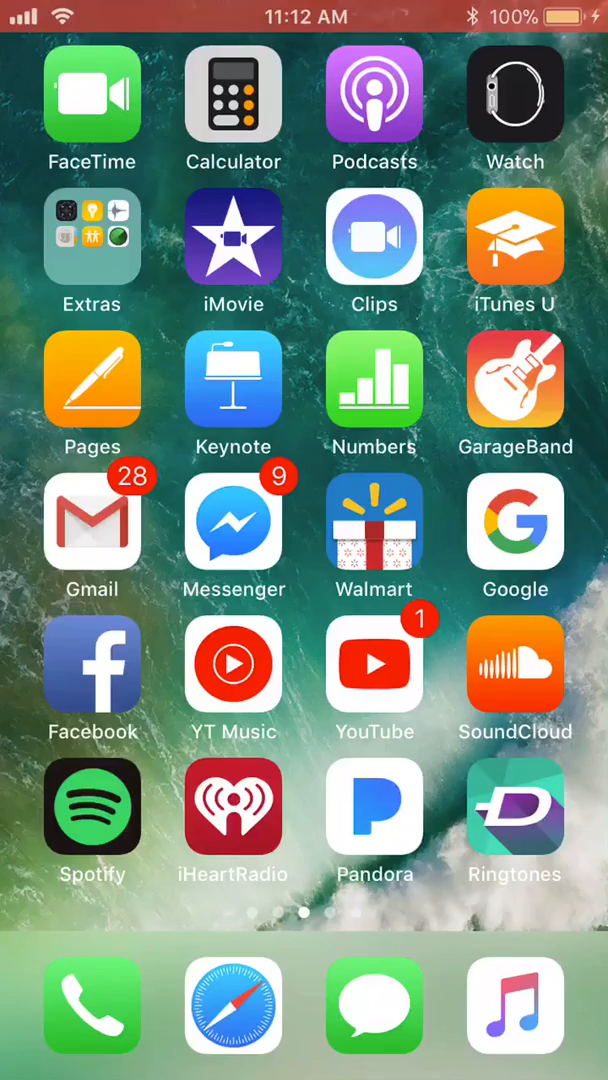 11:12 AM 100%
FaceTime Calculator Podcasts Watch
Extras iMovie Clips iTunes U
Pages Keynote Numbers GarageBand
28 9
Gmail Messenger Walmart Google
1
Facebook YT Music YouTube SoundCloud
Spotify iHeartRadio Pandora Ringtones